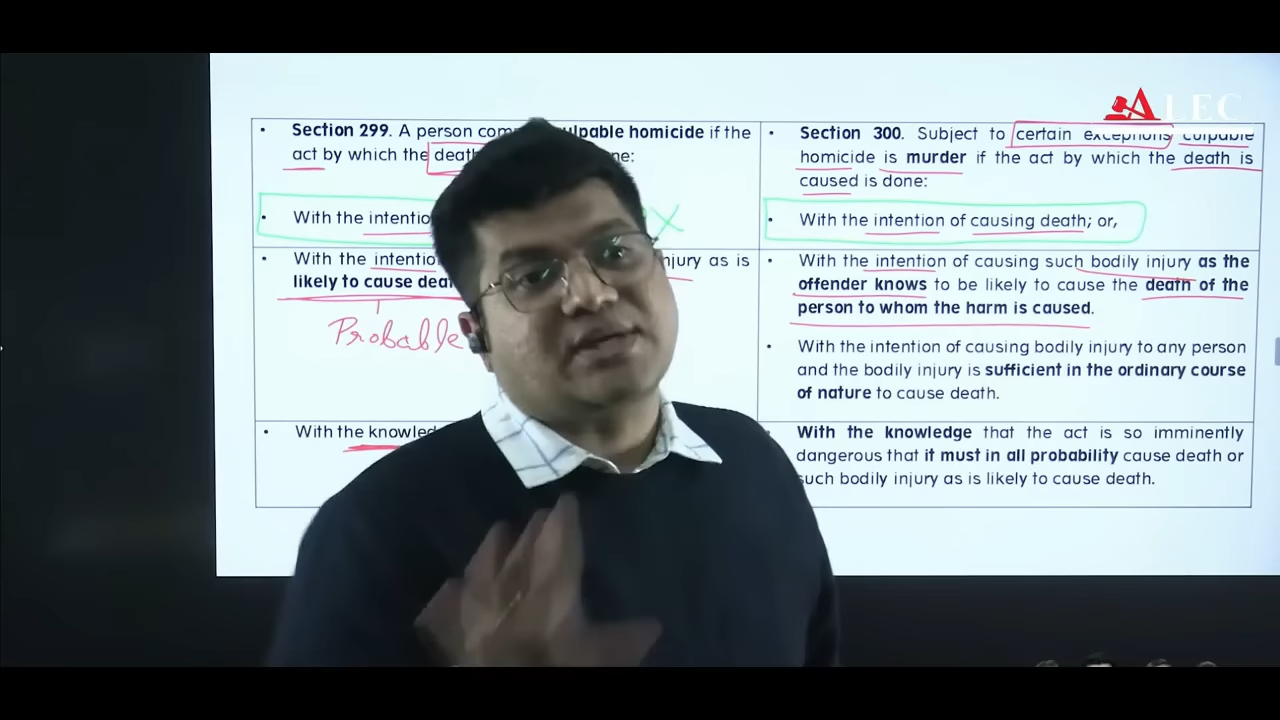 ALEC
Section 299. A person com ulpable homicide if the
act by which the death ne:
With the intentio
With the intentio njury as is
likely to cause deat
Probable
With the knowled
Section 300. Subject to certain exceptions culpable
homicide is murder if the act by which the death is
caused is done:
With the intention of causing death; or,
With the intention of causing such bodily injury as the
offender knows to be likely to cause the death of the
person to whom the harm is caused.
With the intention of causing bodily injury to any person
and the bodily injury is sufficient in the ordinary course
of nature to cause death.
With the knowledge that the act is so imminently
dangerous that it must in all probability cause death or
such bodily injury as is likely to cause death.